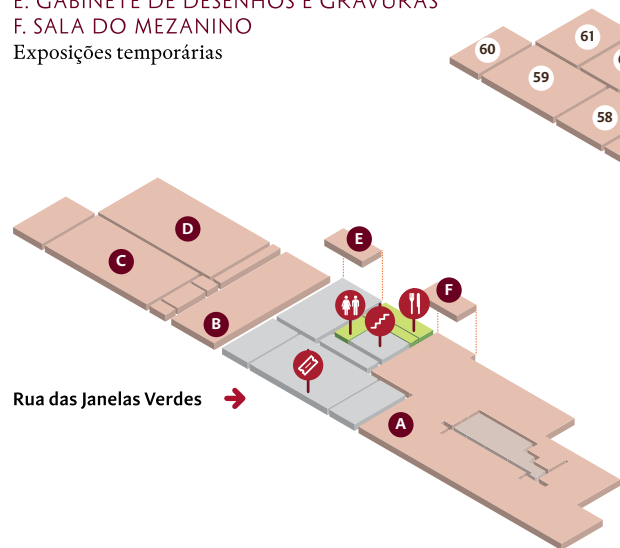 E. GABINETE DE DESENHOS E GRAVURAS
F. SALA DO MEZANINO
Exposições temporárias
61
60
59
58
D
E
C
F
B
Rua das Janelas Verdes
A